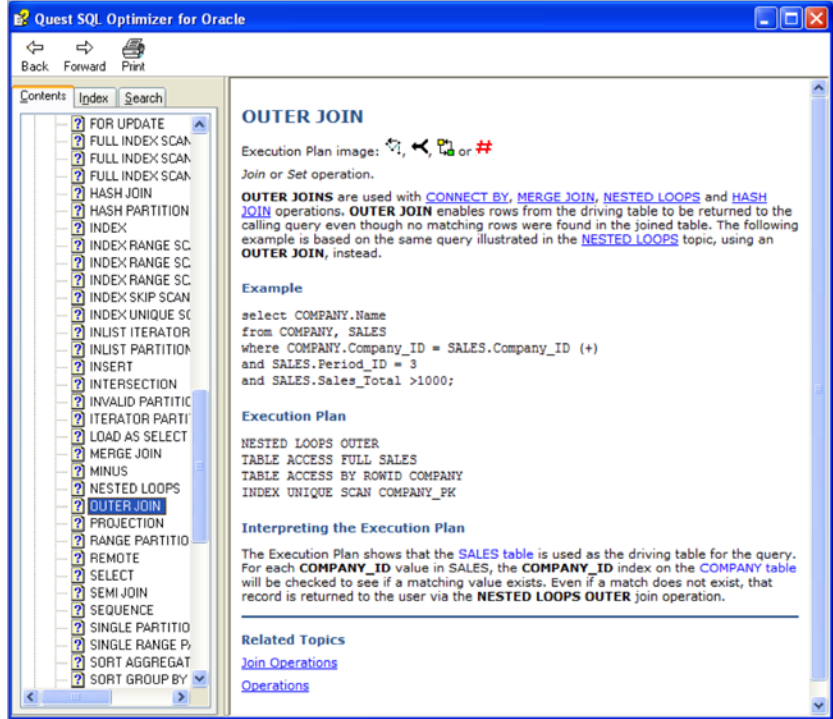 Quest SQL Optimizer for Oracle
Back Forward Print
Contents Index Search
FOR UPDATE
FULL INDEX SCAN
FULL INDEX SCAN
FULL INDEX SCAN
HASH JOIN
HASH PARTITION
INDEX
INDEX RANGE SC
INDEX RANGE SC
INDEX RANGE SC
INDEX SKIP SCAN
INDEX UNIQUE SC
INLIST ITERATOR
INLIST PARTITION
INSERT
INTERSECTION
INVALID PARTITIC
ITERATOR PARTI
LOAD AS SELECT
MERGE JOIN
MINUS
NESTED LOOPS
OUTER JOIN
PROJECTION
RANGE PARTITIO
REMOTE
SELECT
SEMI JOIN
SEQUENCE
SINGLE PARTITIO
SINGLE RANGE PA
SORT AGGREGAT
SORT GROUP BY
OUTER JOIN
Execution Plan image: , , or #
Join or Set operation.
OUTER JOINS are used with CONNECT BY, MERGE JOIN, NESTED LOOPS and HASH
JOIN operations. OUTER JOIN enables rows from the driving table to be returned to the
calling query even though no matching rows were found in the joined table. The following
example is based on the same query illustrated in the NESTED LOOPS topic, using an
OUTER JOIN, instead.
Example
select COMPANY.Name
from COMPANY, SALES
where COMPANY.Company_ID = SALES.Company_ID (+)
and SALES.Period_ID = 3
and SALES.Sales_Total >1000;
Execution Plan
NESTED LOOPS OUTER
TABLE ACCESS FULL SALES
TABLE ACCESS BY ROWID COMPANY
INDEX UNIQUE SCAN COMPANY_PK
Interpreting the Execution Plan
The Execution Plan shows that the SALES table is used as the driving table for the query.
For each COMPANY_ID value in SALES, the COMPANY_ID index on the COMPANY table
will be checked to see if a matching value exists. Even if a match does not exist, that
record is returned to the user via the NESTED LOOPS OUTER join operation.
Related Topics
Join Operations
Operations